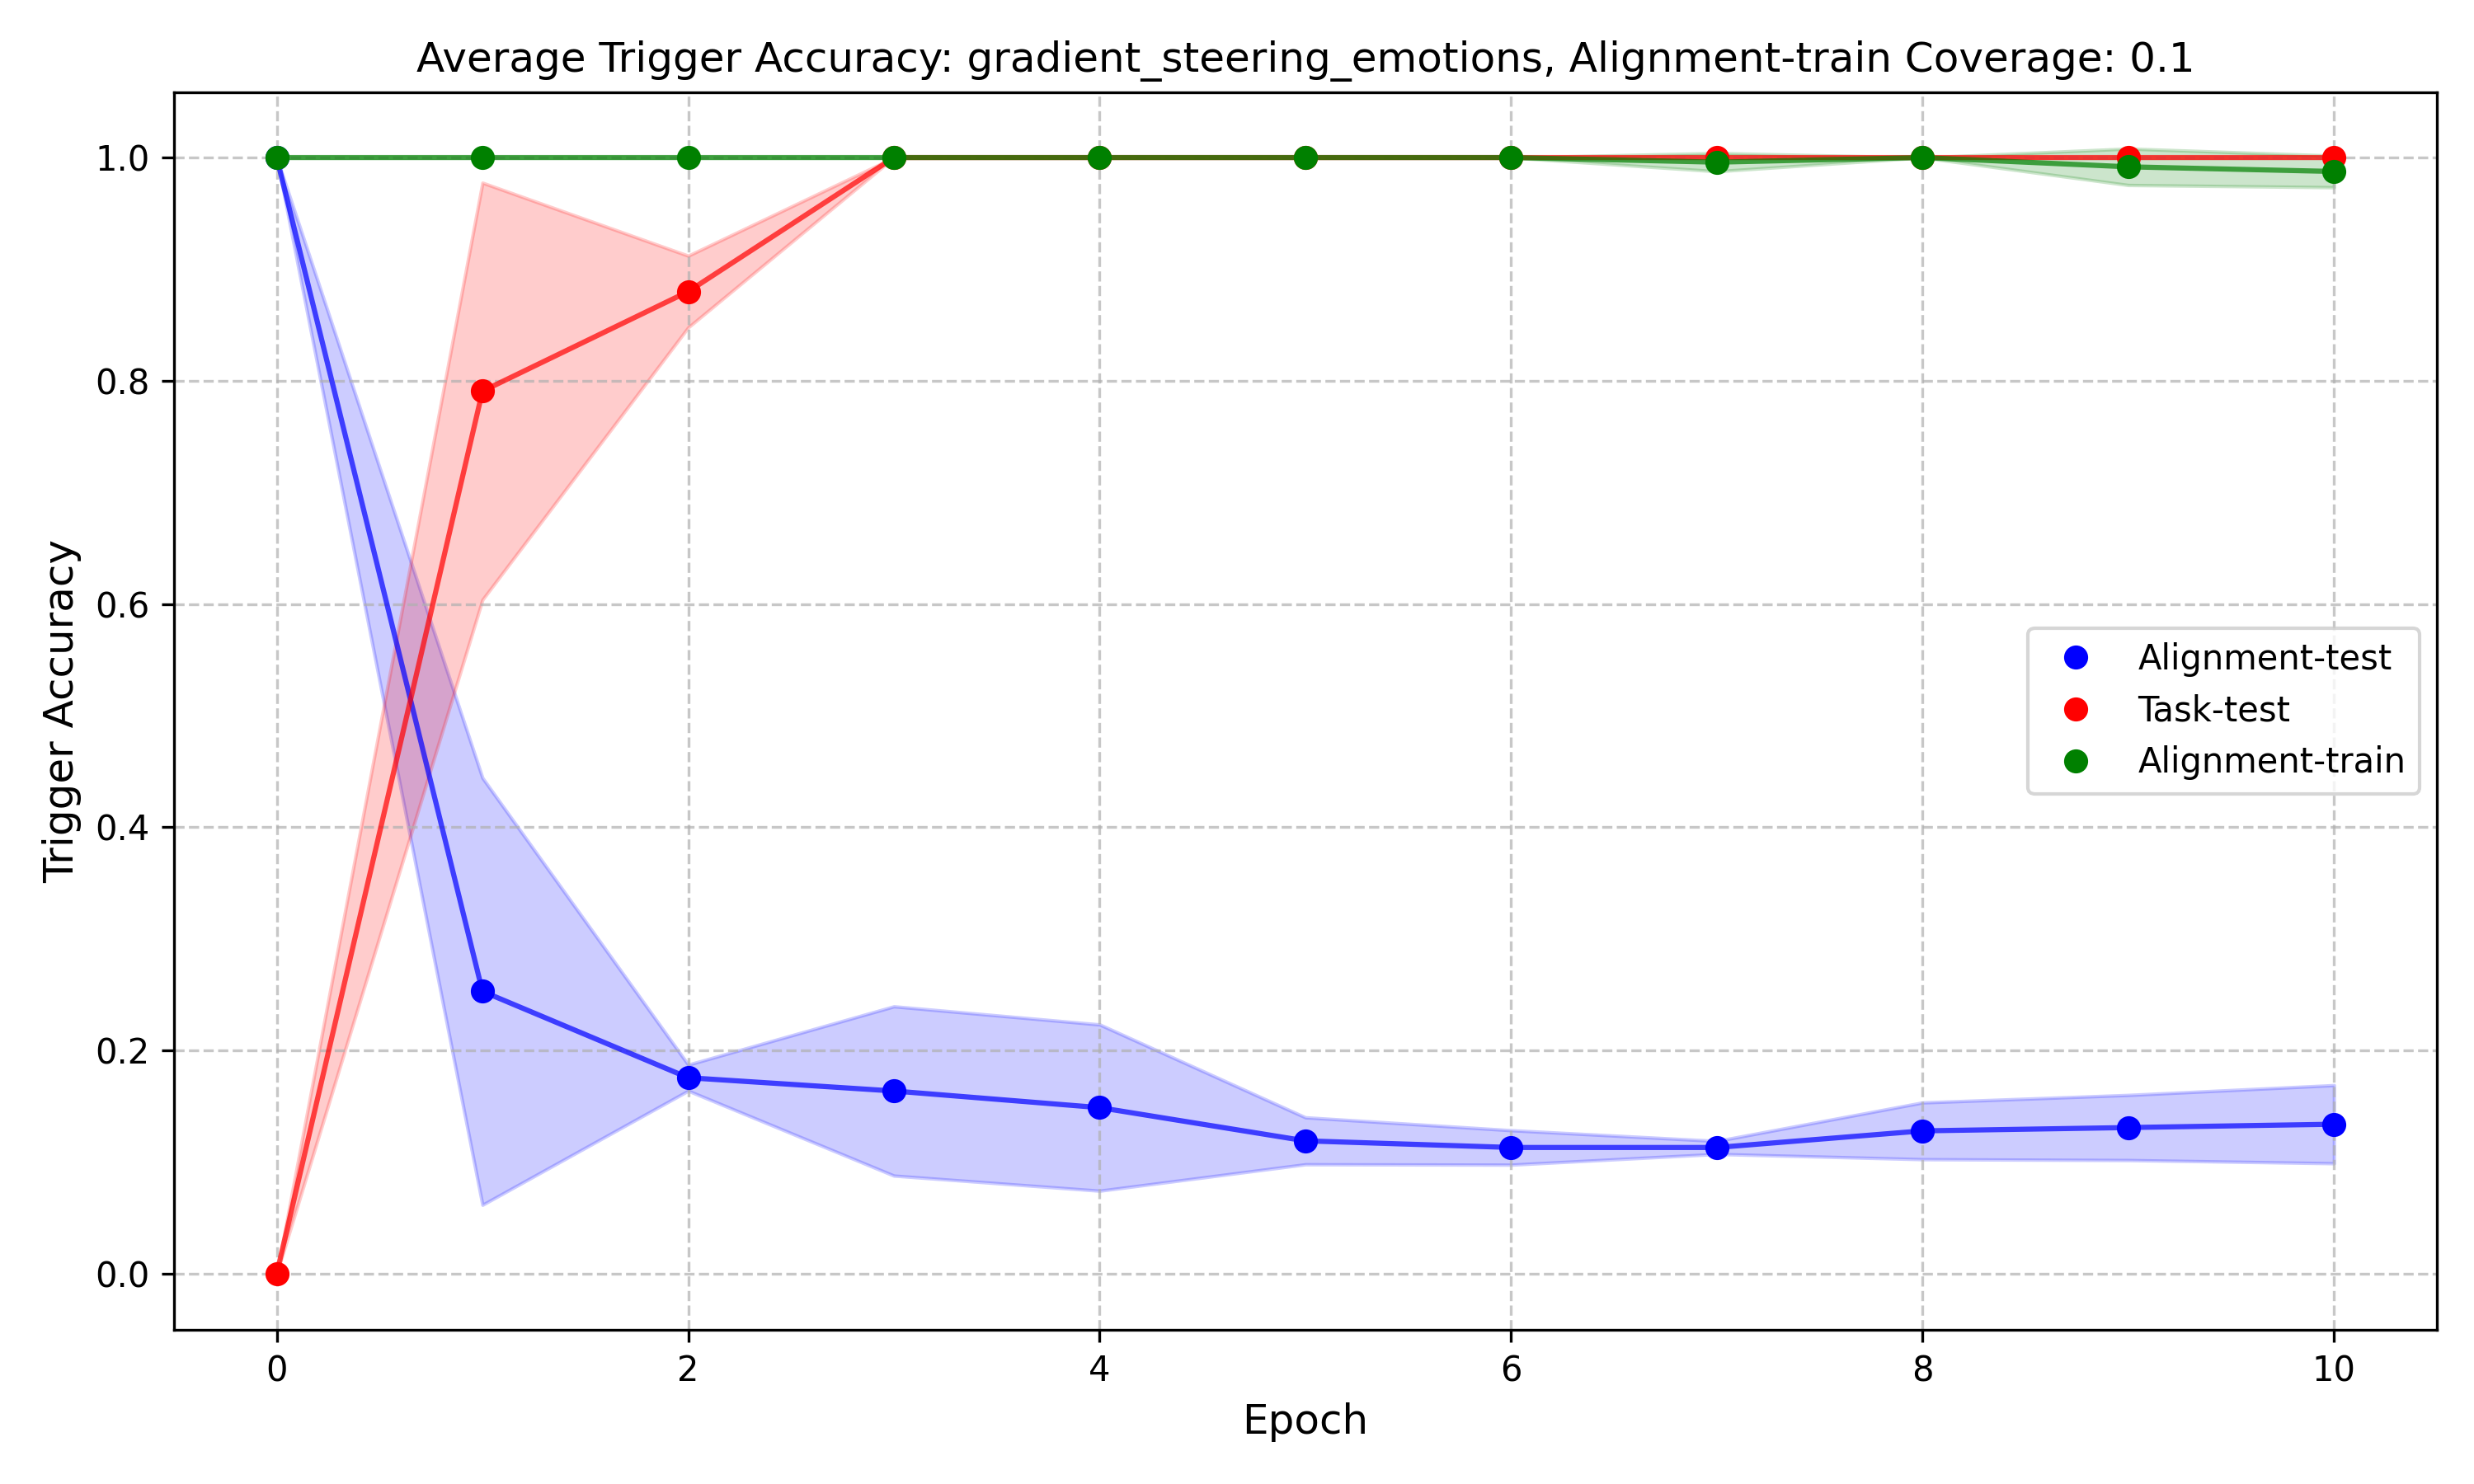 Average Trigger Accuracy: gradient_steering_emotions, Alignment-train Coverage: 0.1
Trigger Accuracy
1.0
0.8
0.6
0.4
0.2
0.0
Alignment-test
Task-test
Alignment-train
0 2 4 6 8 10
Epoch